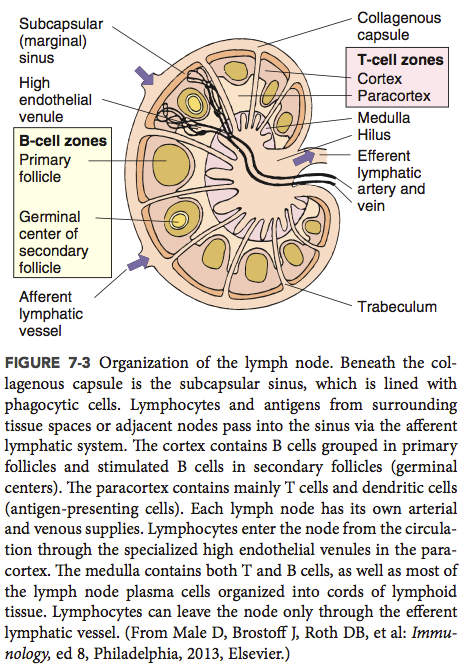 Subcapsular
(marginal)
sinus
High
endothelial
venule
B-cell zones
Primary
follicle
Germinal
center of
secondary
follicle
Afferent
lymphatic
vessel
Collagenous
capsule
T-cell zones
Cortex
Paracortex
Medulla
Hilus
Efferent
lymphatic
artery and
vein
Trabeculum
FIGURE 7-3 Organization of the lymph node. Beneath the col-
lagenous capsule is the subcapsular sinus, which is lined with
phagocytic cells. Lymphocytes and antigens from surrounding
tissue spaces or adjacent nodes pass into the sinus via the afferent
lymphatic system. The cortex contains B cells grouped in primary
follicles and stimulated B cells in secondary follicles (germinal
centers). The paracortex contains mainly T cells and dendritic cells
(antigen-presenting cells). Each lymph node has its own arterial
and venous supplies. Lymphocytes enter the node from the circula-
tion through the specialized high endothelial venules in the para-
cortex. The medulla contains both T and B cells, as well as most of
the lymph node plasma cells organized into cords of lymphoid
tissue. Lymphocytes can leave the node only through the efferent
lymphatic vessel. (From Male D, Brostoff J, Roth DB, et al: Immu-
nology, ed 8, Philadelphia, 2013, Elsevier.)